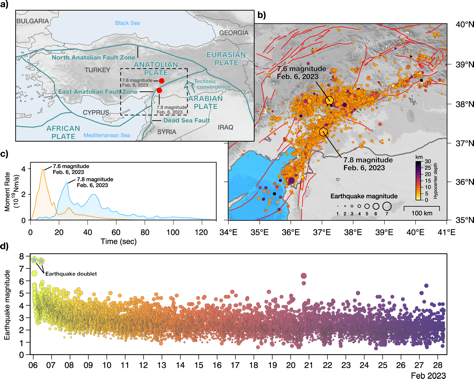 a)
BULGARIA
Black Sea
GEORGIA
North Anatolian Fault Zone
ANATOLIAN
PLATE
EURASIAN
PLATE
7.6 magnitude
Feb. 6, 2023
TURKEY
Tectonic
convergence
East Anatolian Fault Zone
ARABIAN
PLATE
7.8 magnitude
Feb. 6, 2023
CYPRUS
Dead Sea Fault
AFRICAN
PLATE
Mediterranean Sea
SYRIA
IRAQ
b)
40°N
39°N
38°N
37°N
36°N
35°N
7.6 magnitude
Feb. 6, 2023
7.8 magnitude
Feb. 6, 2023
km
30
25
20
15
10
5
0
Hypocenter depth
Earthquake magnitude
1 2 3 4 5 6 7
100 km
34°E 35°E 36°E 37°E 38°E 39°E 40°E 41°E
c)
7.6 magnitude
Feb. 6, 2023
7.8 magnitude
Feb. 6, 2023
Moment Rate
4
2
0
0 20 40 60 80 100 120
Time (sec)
d)
Earthquake magnitude
8
7
6
5
4
3
2
1
0
Earthquake doublet
06 07 08 09 10 11 12 13 14 15 16 17 18 19 20 21 22 23 24 25 26 27 28
Feb 2023